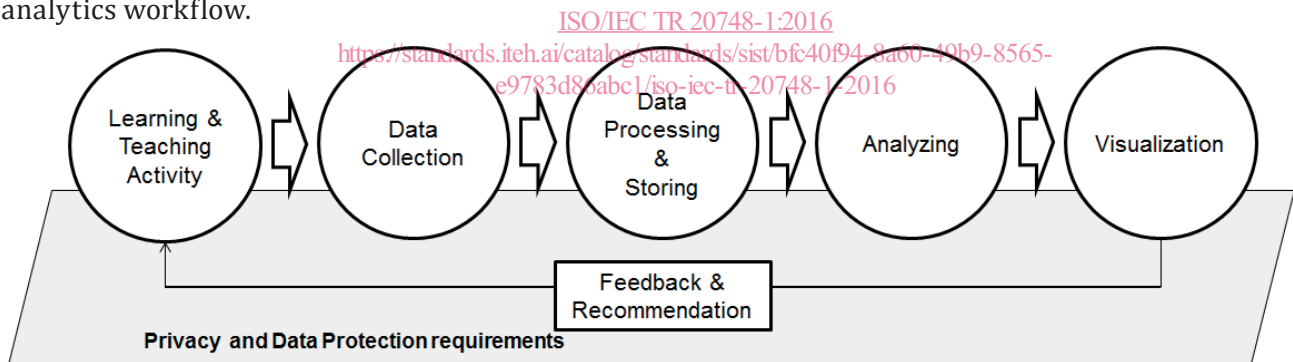 analytics workflow.
ISO/IEC TR 20748-1:2016
https://standards.iteh.ai/catalog/standards/sist/bfc40f94-8a60-49b9-8565-
e9783d86abc1/iso-iec-tr-20748-1-2016
Learning &
Teaching
Activity
Data
Collection
Data
Processing
&
Storing
Analyzing
Visualization
Feedback &
Recommendation
Privacy and Data Protection requirements